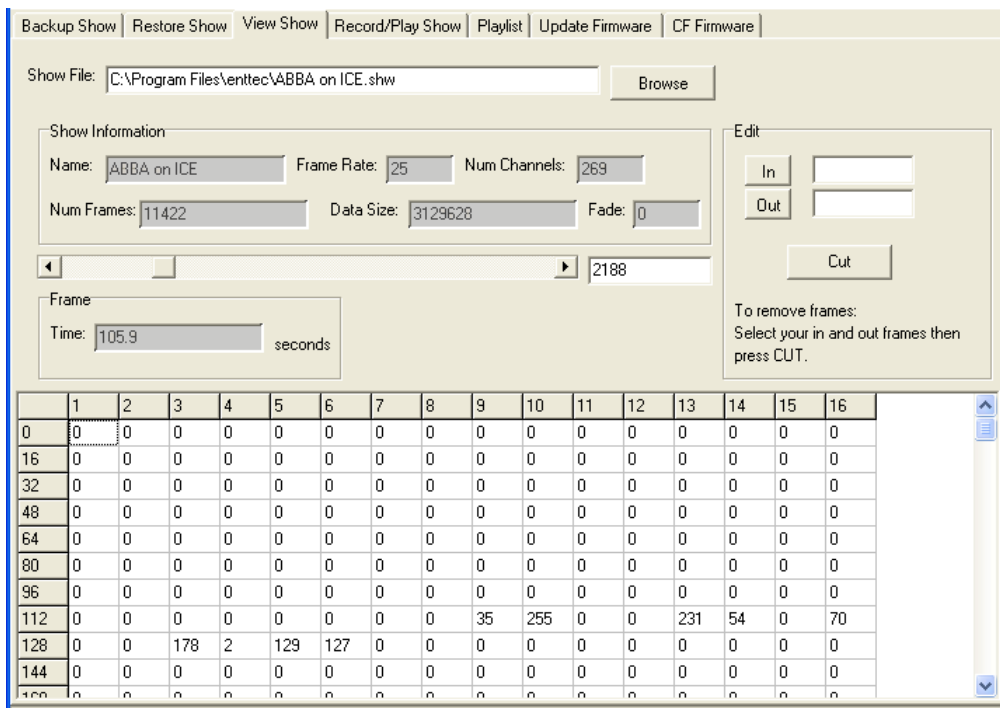 Backup Show Restore Show View Show Record/Play Show Playlist Update Firmware CF Firmware
Show File: C:\Program Files\enttec\ABBA on ICE.shw Browse
Show Information
Name: ABBA on ICE Frame Rate: 25 Num Channels: 269
Num Frames: 11422 Data Size: 3129628 Fade: 0
Edit
In
Out
Cut
To remove frames:
Select your in and out frames then
press CUT.
2188
Frame
Time: 105.9 seconds
1 2 3 4 5 6 7 8 9 10 11 12 13 14 15 16
0 0 0 0 0 0 0 0 0 0 0 0 0 0 0 0 0
16 0 0 0 0 0 0 0 0 0 0 0 0 0 0 0 0
32 0 0 0 0 0 0 0 0 0 0 0 0 0 0 0 0
48 0 0 0 0 0 0 0 0 0 0 0 0 0 0 0 0
64 0 0 0 0 0 0 0 0 0 0 0 0 0 0 0 0
80 0 0 0 0 0 0 0 0 0 0 0 0 0 0 0 0
96 0 0 0 0 0 0 0 0 0 0 0 0 0 0 0 0
112 0 0 0 0 0 0 0 0 35 255 0 0 231 54 0 70
128 0 0 178 2 129 127 0 0 0 0 0 0 0 0 0 0
144 0 0 0 0 0 0 0 0 0 0 0 0 0 0 0 0